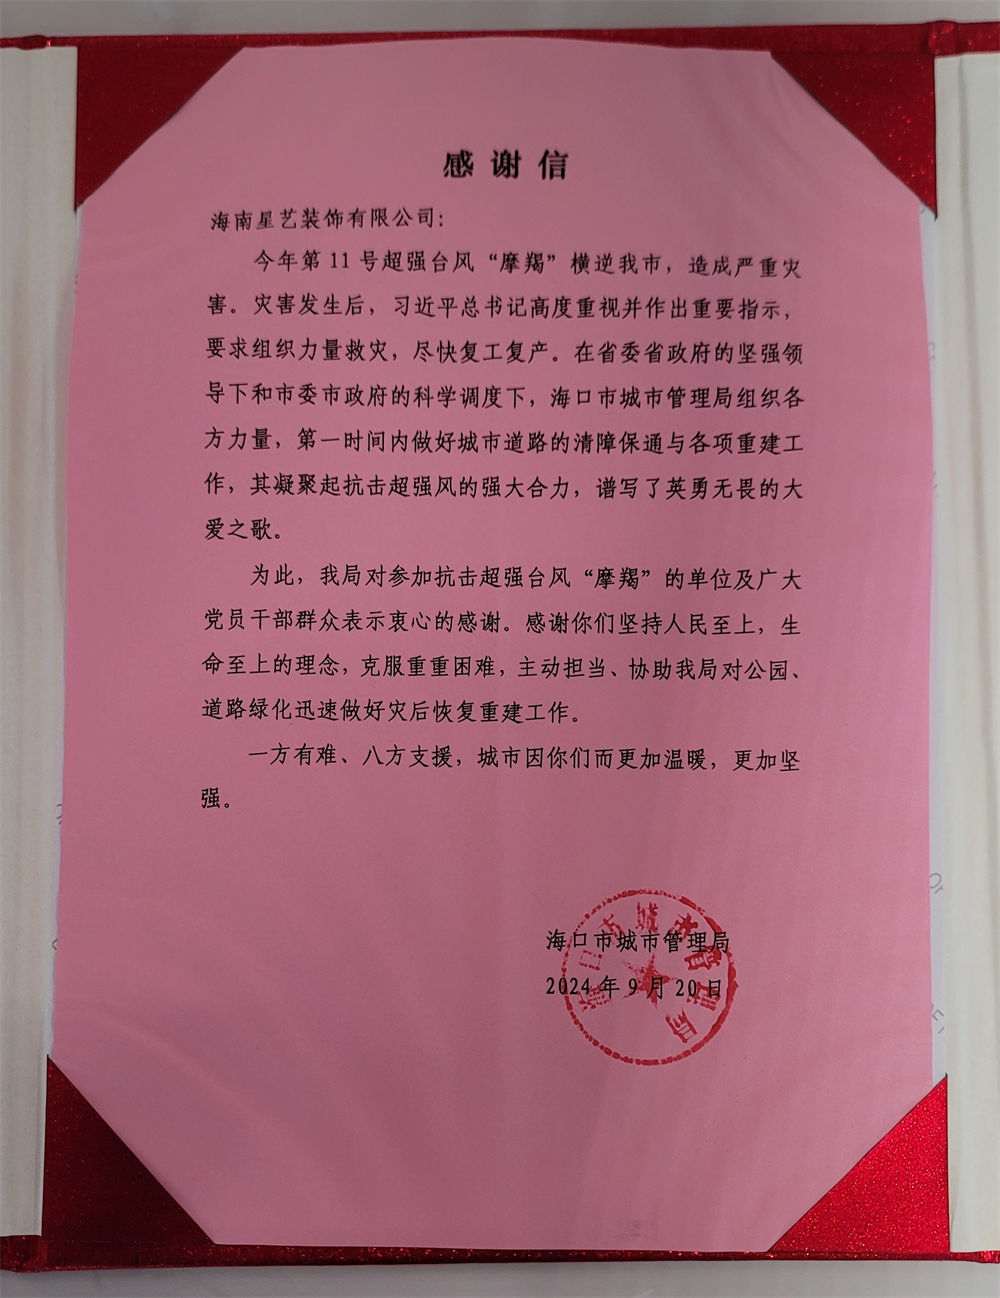 感谢信
海南星艺装饰有限公司：
今年第11号超强台风“摩羯”横逆我市，造成严重灾
害。灾害发生后，习近平总书记高度重视并作出重要指示，
要求组织力量救灾，尽快复工复产。在省委省政府的坚强领
导下和市委市政府的科学调度下，海口市城市管理局组织各
方力量，第一时间内做好城市道路的清障保通与各项重建工
作，其凝聚起抗击超强风的强大合力，谱写了英勇无畏的大
爱之歌。
为此，我局对参加抗击超强台风“摩羯”的单位及广大
党员干部群众表示衷心的感谢。感谢你们坚持人民至上，生
命至上的理念，克服重重困难，主动担当、协助我局对公园、
道路绿化迅速做好灾后恢复重建工作。
一方有难、八方支援，城市因你们而更加温暖，更加坚
强。
海口市城市管理局
2024年9月20日
海口市城市管理局